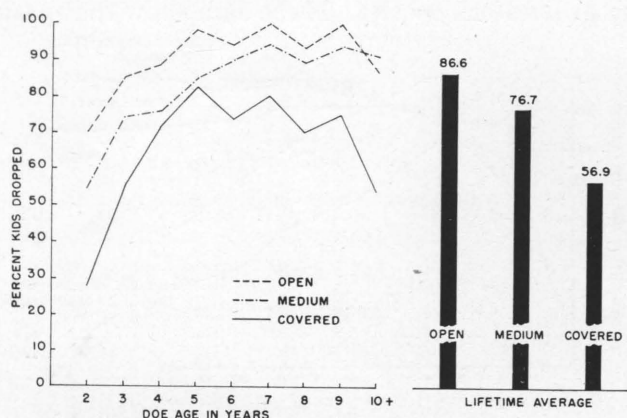 PERCENT KIDS DROPPED
100
90
80
70
60
50
40
30
20
10
0
OPEN
MEDIUM
COVERED
2 3 4 5 6 7 8 9 10 +
DOE AGE IN YEARS
86.6
76.7
56.9
OPEN MEDIUM COVERED
LIFETIME AVERAGE